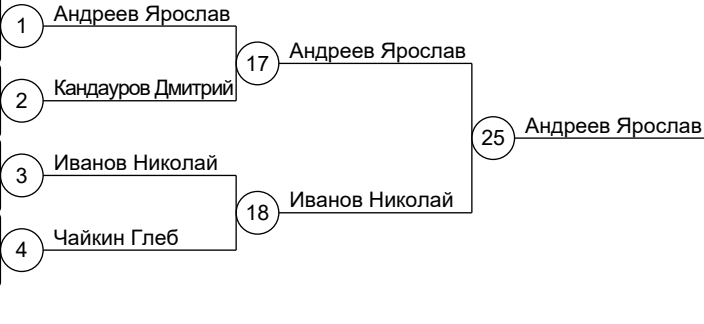 1 Андреев Ярослав
17 Андреев Ярослав
2 Кандауров Дмитрий
25 Андреев Ярослав
3 Иванов Николай
18 Иванов Николай
4 Чайкин Глеб